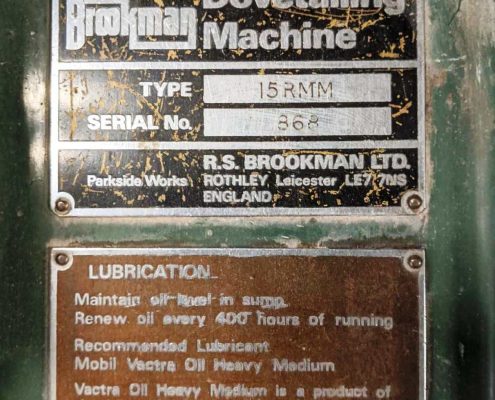 Brookman Dovetailing
Machine
TYPE 15RMM
SERIAL No. 868
R.S. BROOKMAN LTD.
Parkside Works ROTHLEY, Leicester LE7 7NS
ENGLAND
LUBRICATION
Maintain oil level in sump.
Renew oil every 400 hours of running
Recommended Lubricant
Mobil Vactra Oil Heavy Medium
Vactra Oil Heavy Medium is a product of